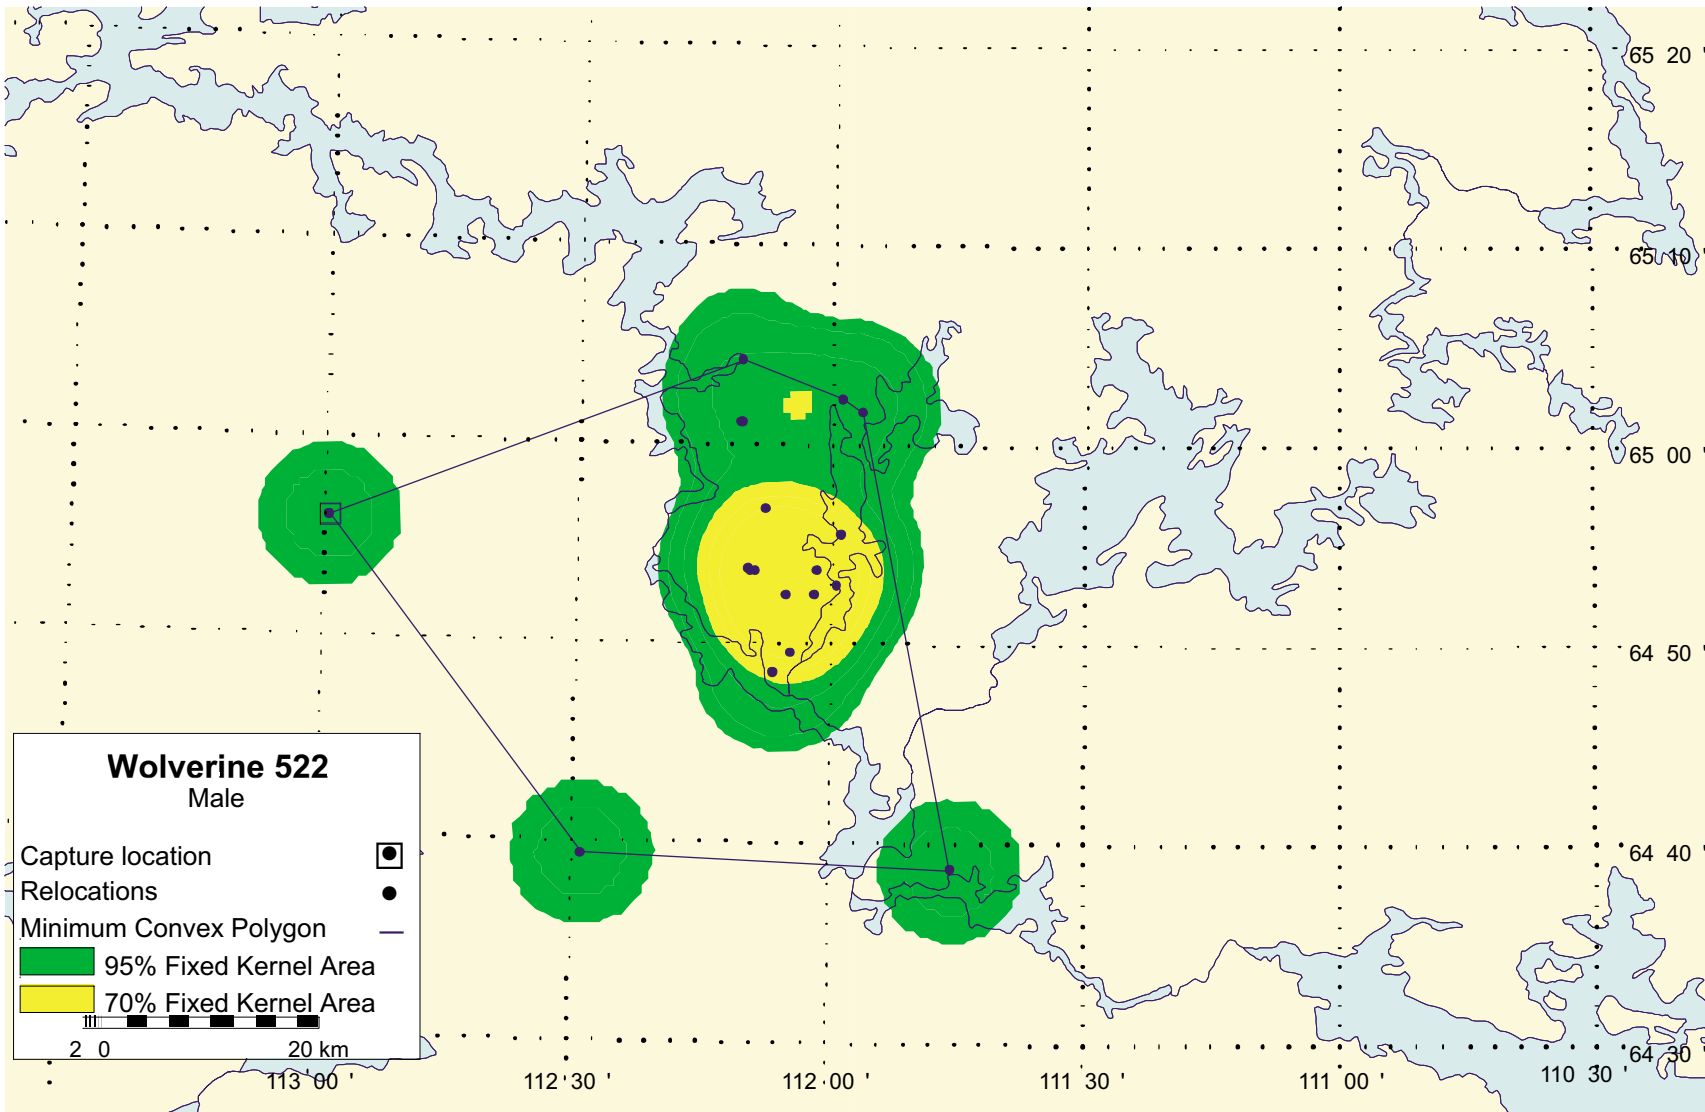 65 20 '
65 10 '
65 00 '
64 50 '
64 40 '
64 30 '
Wolverine 522
Male
Capture location
Relocations
Minimum Convex Polygon
95% Fixed Kernel Area
70% Fixed Kernel Area
2 0 20 km
113 00 ' 112 30 ' 112 00 ' 111 30 ' 111 00 ' 110 30 '